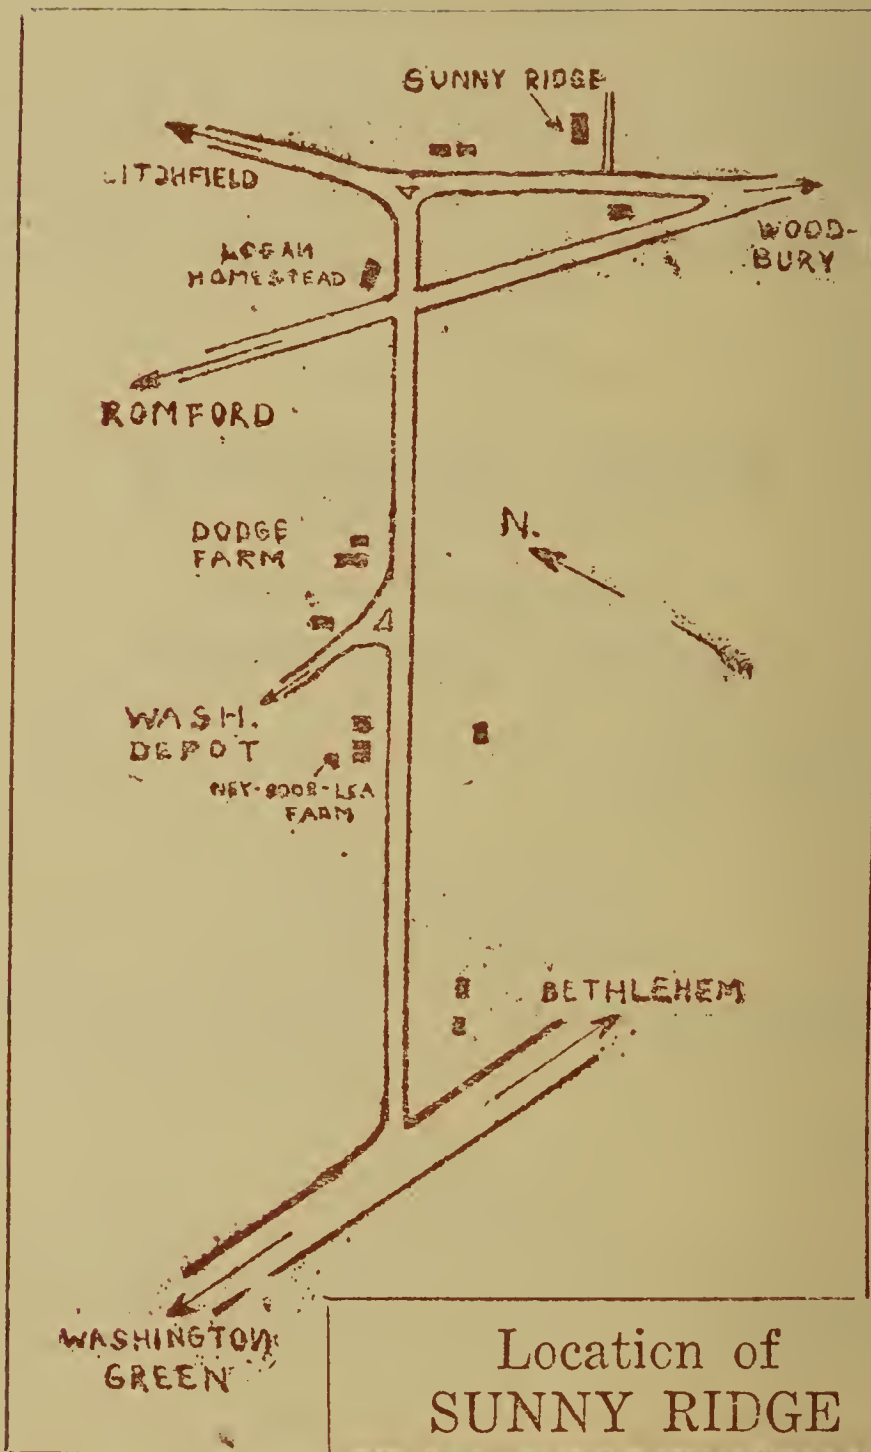 SUNNY RIDGE
LITCHFIELD
WOOD-
BURY
LOGAN
HOMESTEAD
ROMFORD
DODGE
FARM
N.
WASH.
DEPOT
FARM
BETHLEHEM
WASHINGTON
GREEN
Location of
SUNNY RIDGE